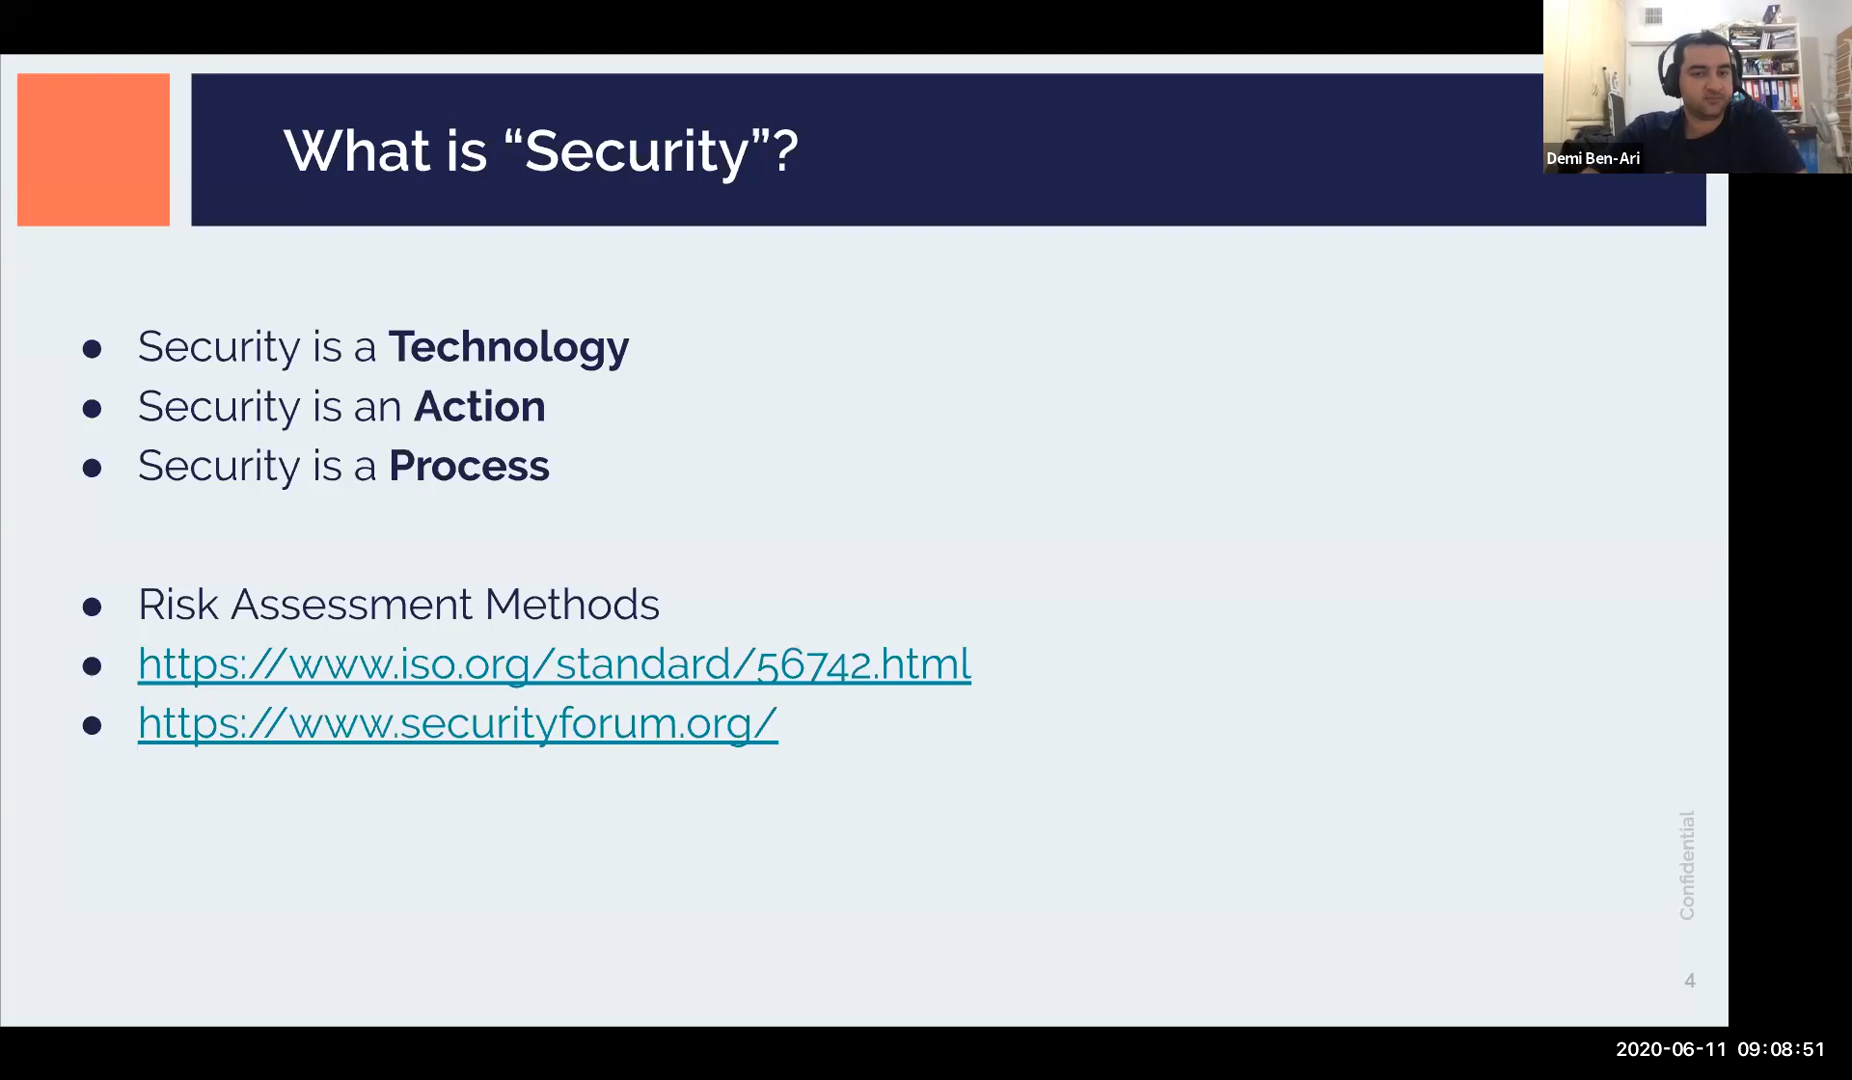 What is “Security”?
Demi Ben-Ari
● Security is a Technology
● Security is an Action
● Security is a Process
● Risk Assessment Methods
● https://www.iso.org/standard/56742.html
● https://www.securityforum.org/
Confidential
4
2020-06-11 09:08:51